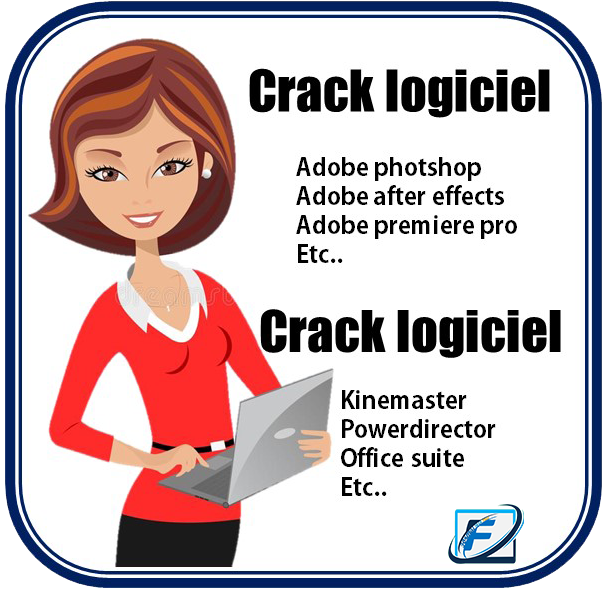 Crack logiciel
Adobe photshop
Adobe after effects
Adobe premiere pro
Etc..
Crack logiciel
Kinemaster
Powerdirector
Office suite
Etc..
F